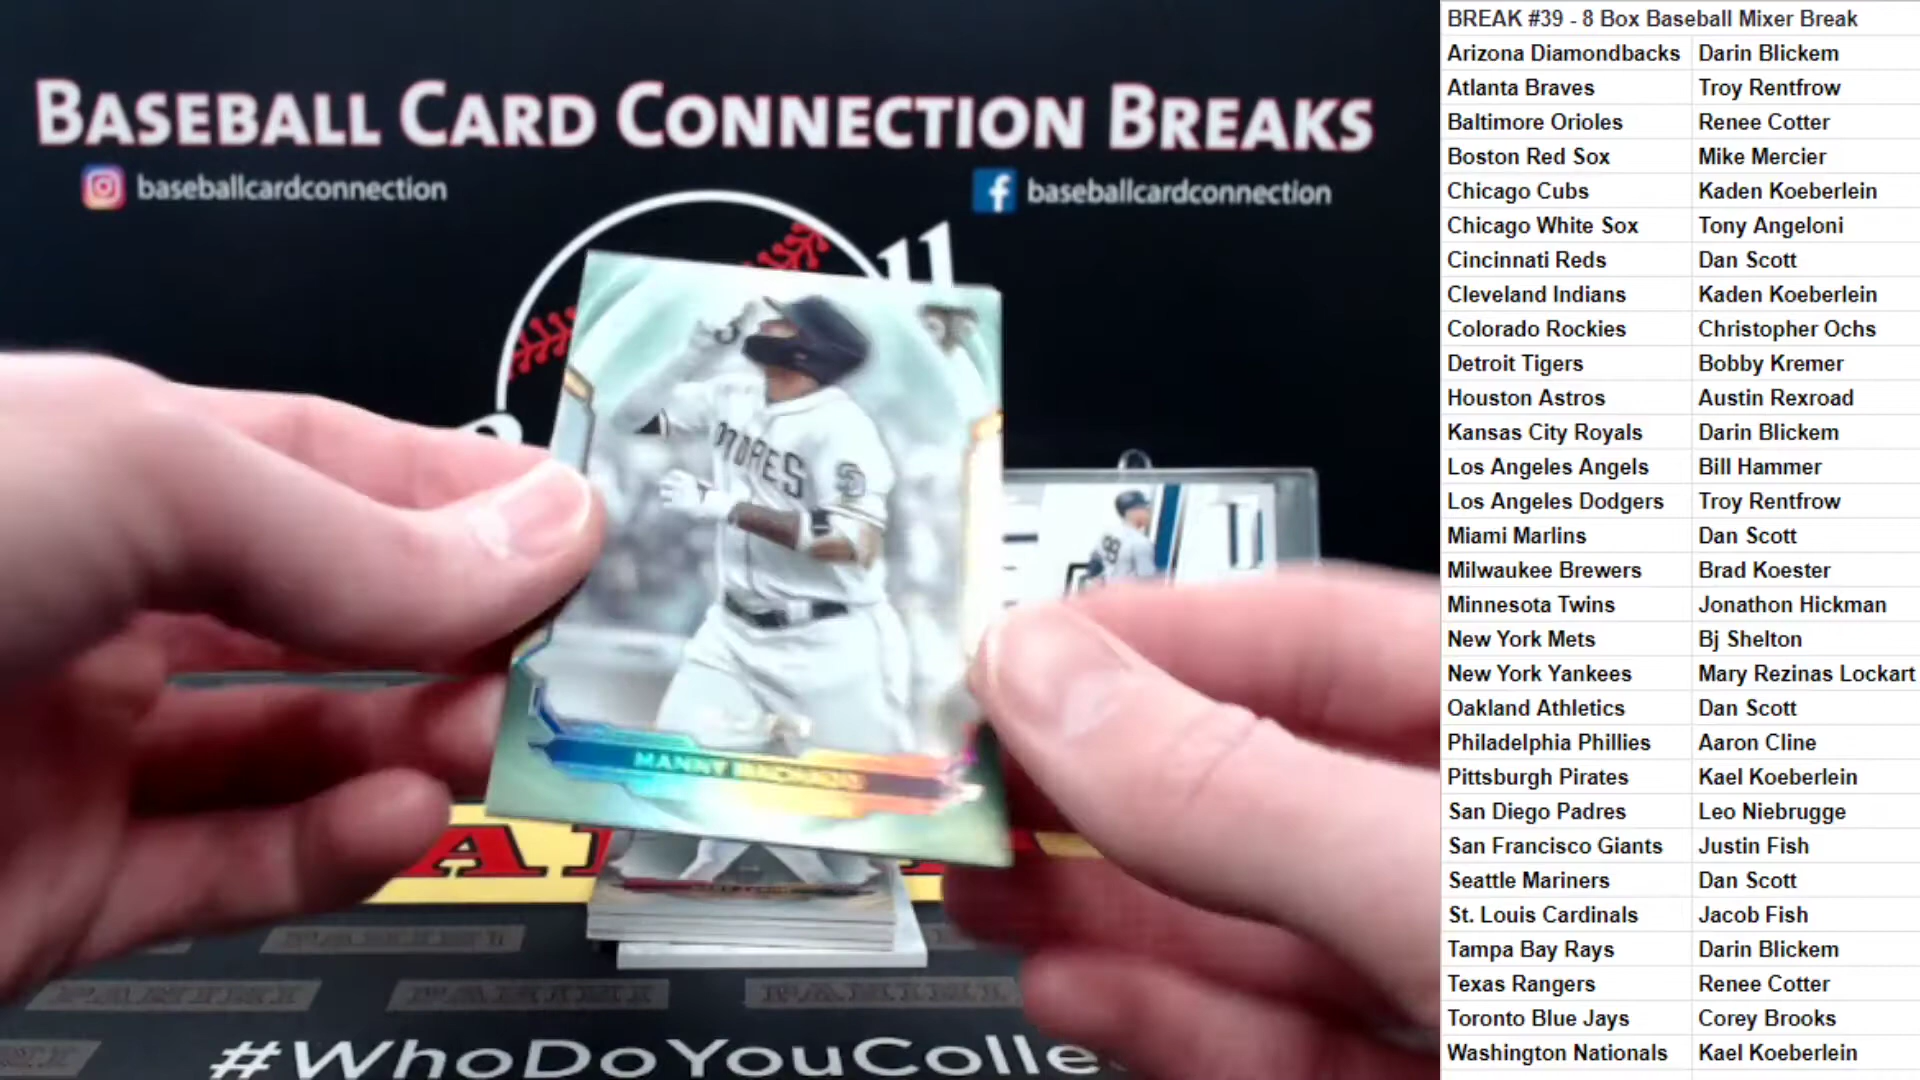 BASEBALL CARD CONNECTION BREAKS
baseballcardconnection
baseballcardconnection
MANNY
PANINI
PANINI
PANINI
PANINI
#WhoDoYouColle
BREAK #39 - 8 Box Baseball Mixer Break
Arizona Diamondbacks Darin Blickem
Atlanta Braves Troy Rentfrow
Baltimore Orioles Renee Cotter
Boston Red Sox Mike Mercier
Chicago Cubs Kaden Koeberlein
Chicago White Sox Tony Angeloni
Cincinnati Reds Dan Scott
Cleveland Indians Kaden Koeberlein
Colorado Rockies Christopher Ochs
Detroit Tigers Bobby Kremer
Houston Astros Austin Rexroad
Kansas City Royals Darin Blickem
Los Angeles Angels Bill Hammer
Los Angeles Dodgers Troy Rentfrow
Miami Marlins Dan Scott
Milwaukee Brewers Brad Koester
Minnesota Twins Jonathon Hickman
New York Mets Bj Shelton
New York Yankees Mary Rezinas Lockart
Oakland Athletics Dan Scott
Philadelphia Phillies Aaron Cline
Pittsburgh Pirates Kael Koeberlein
San Diego Padres Leo Niebrugge
San Francisco Giants Justin Fish
Seattle Mariners Dan Scott
St. Louis Cardinals Jacob Fish
Tampa Bay Rays Darin Blickem
Texas Rangers Renee Cotter
Toronto Blue Jays Corey Brooks
Washington Nationals Kael Koeberlein